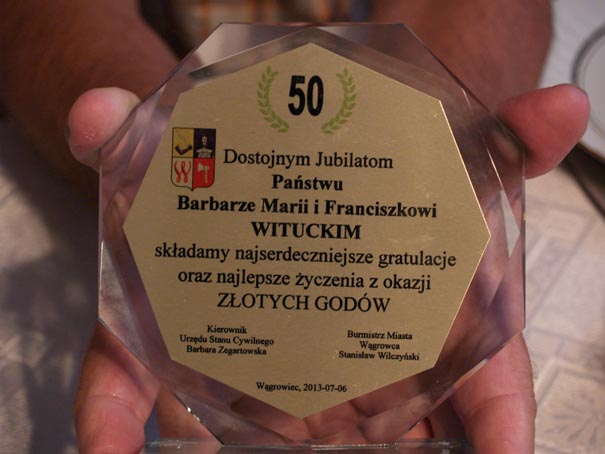 50
Dostojnym Jubilatom
Państwu
Barbarze Marii i Franciszkowi
WITUCKIM
składamy najserdeczniejsze gratulacje
oraz najlepsze życzenia z okazji
ZŁOTYCH GODÓW
Kierownik
Urzędu Stanu Cywilnego
Barbara Zegartowska
Burmistrz Miasta
Wągrowca
Stanisław Wilczyński
Wągrowiec, 2013-07-06